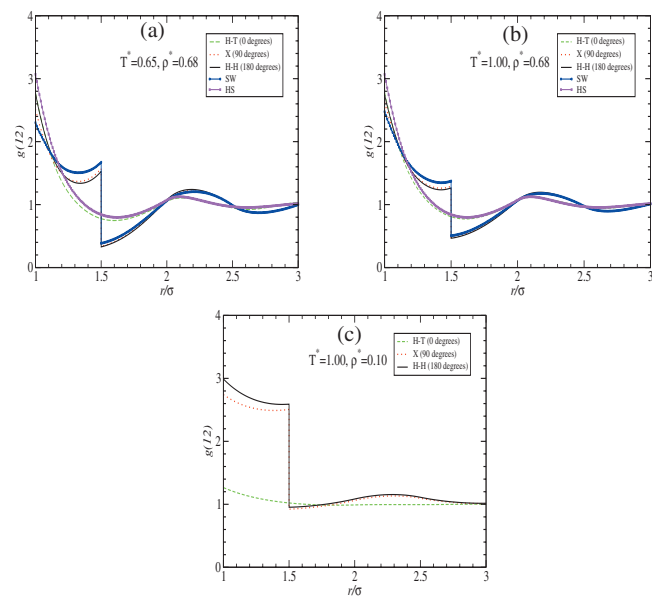 (a)
T*=0.65, ρ*=0.68
H-T (0 degrees)
X (90 degrees)
H-H (180 degrees)
SW
HS
g(12)
4
3
2
1
0
1
1.5
2
2.5
3
r/σ
(b)
T*=1.00, ρ*=0.68
H-T (0 degrees)
X (90 degrees)
H-H (180 degrees)
SW
HS
g(12)
4
3
2
1
0
1
1.5
2
2.5
3
r/σ
(c)
T*=1.00, ρ*=0.10
H-T (0 degrees)
X (90 degrees)
H-H (180 degrees)
g(12)
4
3
2
1
0
1
1.5
2
2.5
3
r/σ